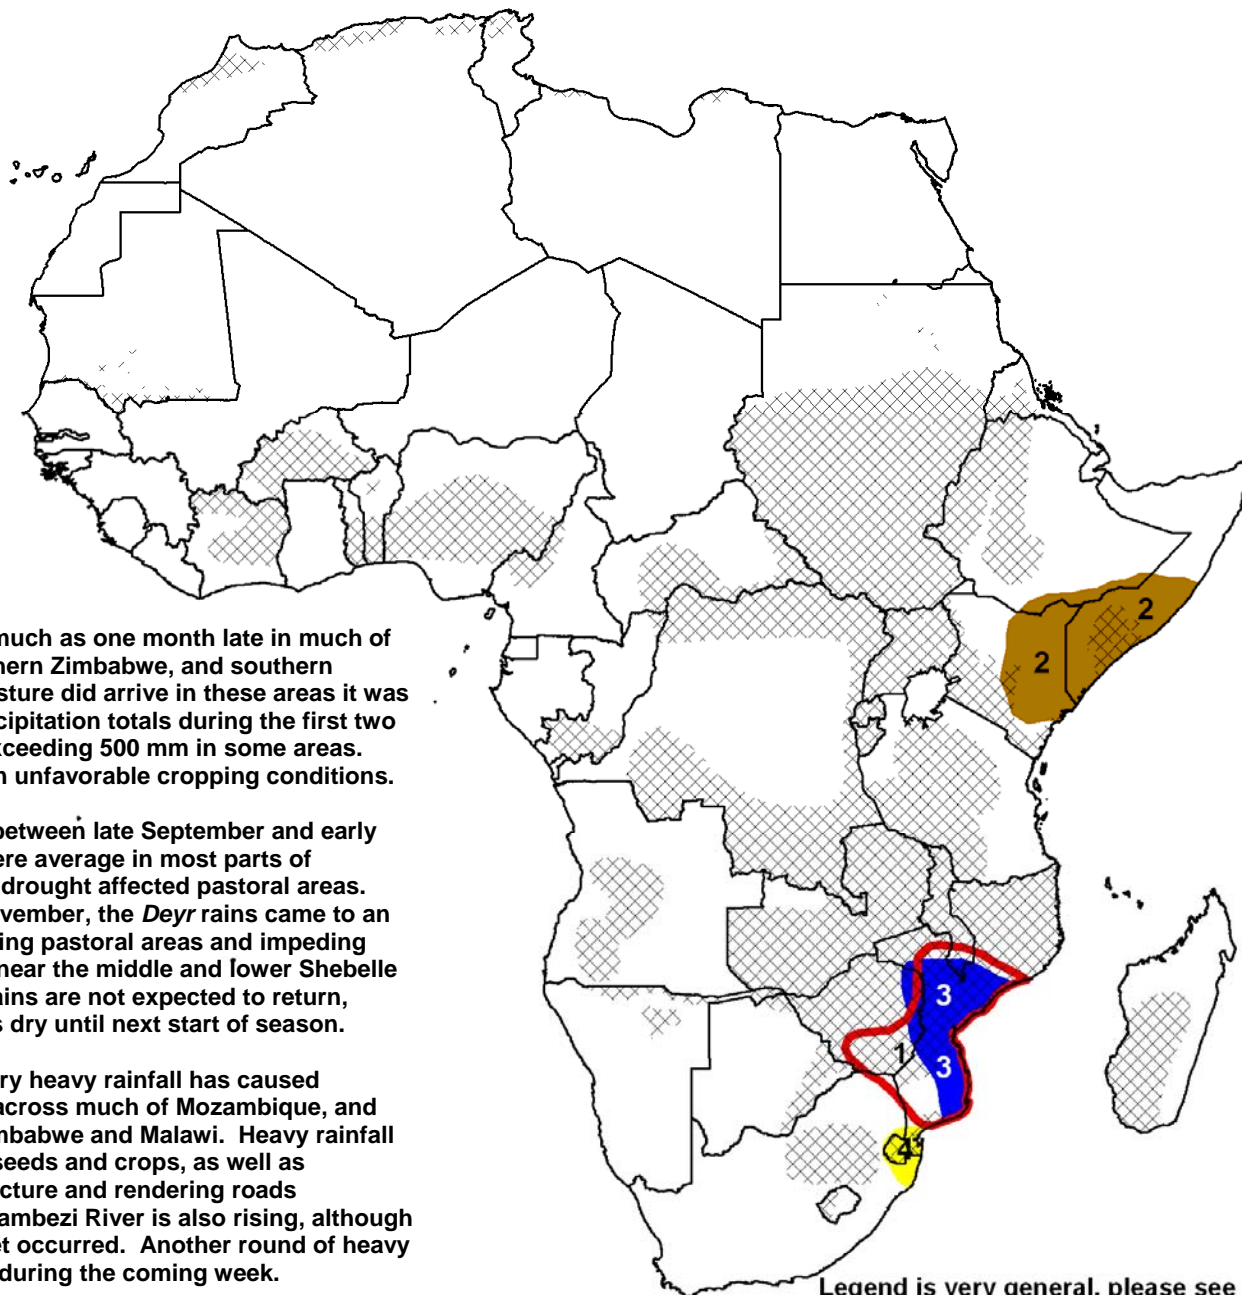 much as one month late in much of
hern Zimbabwe, and southern
sture did arrive in these areas it was
cipitation totals during the first two
xceeding 500 mm in some areas.
n unfavorable cropping conditions.
between late September and early
ere average in most parts of
drought affected pastoral areas.
vember, the Deyr rains came to an
ing pastoral areas and impeding
near the middle and lower Shebelle
ains are not expected to return,
s dry until next start of season.
ry heavy rainfall has caused
across much of Mozambique, and
mbabwe and Malawi.  Heavy rainfall
seeds and crops, as well as
cture and rendering roads
ambezi River is also rising, although
et occurred.  Another round of heavy
during the coming week.
2
2
3
1
3
4
Legend is very general, please see